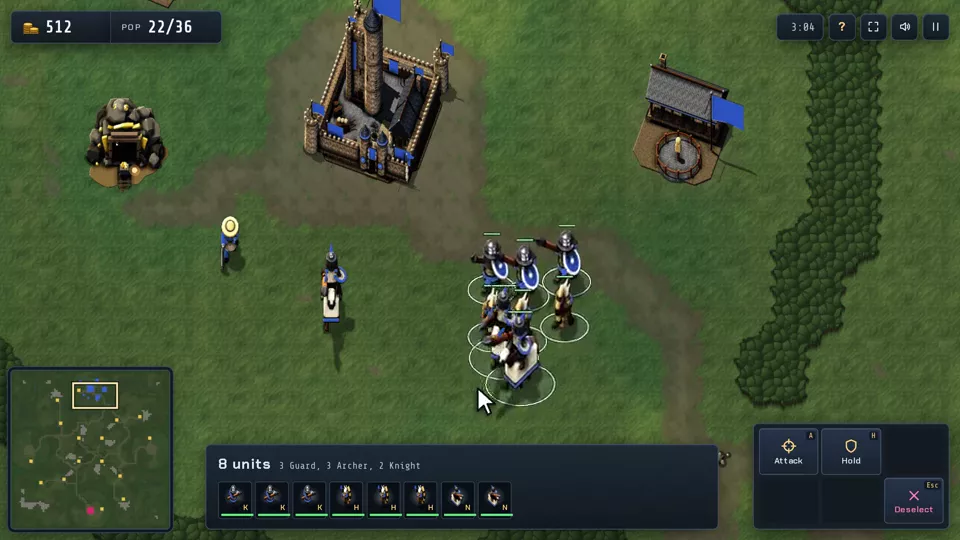 512
POP 22/36
3:04
?
8 units 3 Guard, 3 Archer, 2 Knight
K K K H H H N N
A
Attack
H
Hold
Esc
Deselect